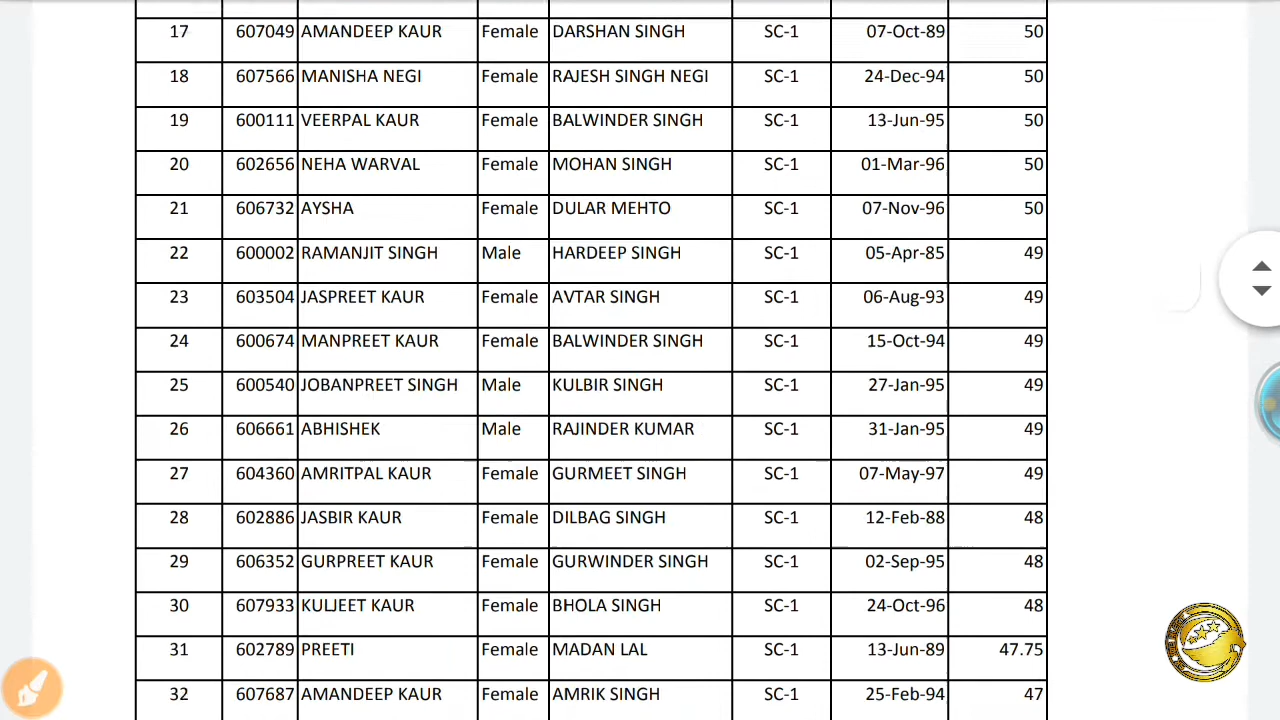 17 607049 AMANDEEP KAUR Female DARSHAN SINGH SC-1 07-Oct-89 50
18 607566 MANISHA NEGI Female RAJESH SINGH NEGI SC-1 24-Dec-94 50
19 600111 VEERPAL KAUR Female BALWINDER SINGH SC-1 13-Jun-95 50
20 602656 NEHA WARVAL Female MOHAN SINGH SC-1 01-Mar-96 50
21 606732 AYSHA Female DULAR MEHTO SC-1 07-Nov-96 50
22 600002 RAMANJIT SINGH Male HARDEEP SINGH SC-1 05-Apr-85 49
23 603504 JASPREET KAUR Female AVTAR SINGH SC-1 06-Aug-93 49
24 600674 MANPREET KAUR Female BALWINDER SINGH SC-1 15-Oct-94 49
25 600540 JOBANPREET SINGH Male KULBIR SINGH SC-1 27-Jan-95 49
26 606661 ABHISHEK Male RAJINDER KUMAR SC-1 31-Jan-95 49
27 604360 AMRITPAL KAUR Female GURMEET SINGH SC-1 07-May-97 49
28 602886 JASBIR KAUR Female DILBAG SINGH SC-1 12-Feb-88 48
29 606352 GURPREET KAUR Female GURWINDER SINGH SC-1 02-Sep-95 48
30 607933 KULJEET KAUR Female BHOLA SINGH SC-1 24-Oct-96 48
31 602789 PREETI Female MADAN LAL SC-1 13-Jun-89 47.75
32 607687 AMANDEEP KAUR Female AMRIK SINGH SC-1 25-Feb-94 47